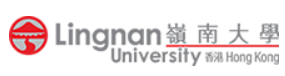 Lingnan 嶺南大學
University 香港 Hong Kong